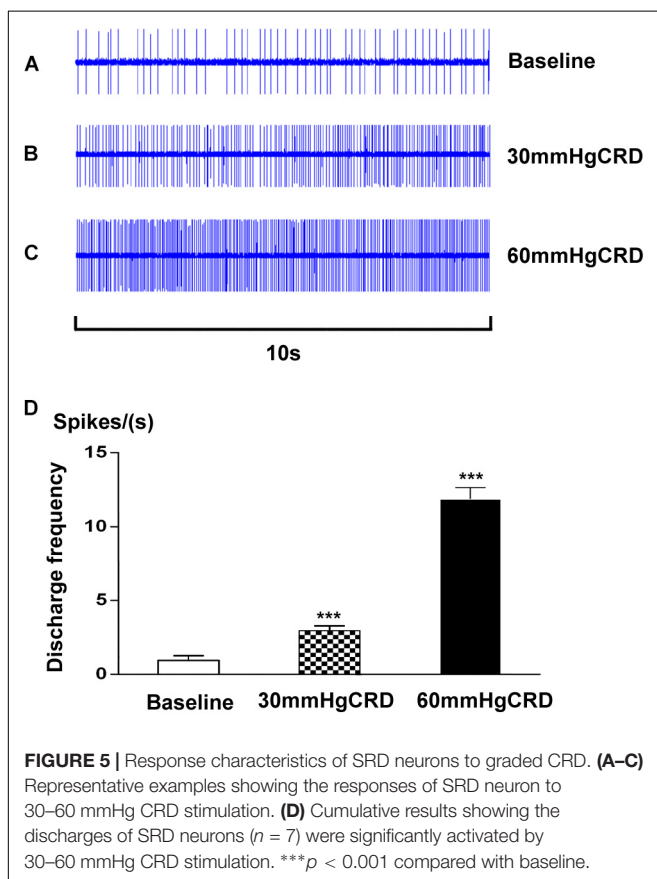 A
Baseline
B
30mmHgCRD
C
60mmHgCRD
10s
D
Spikes/(s)
Discharge frequency
15
10
5
0
***
***
Baseline 30mmHgCRD 60mmHgCRD
FIGURE 5 | Response characteristics of SRD neurons to graded CRD. (A–C)
Representative examples showing the responses of SRD neuron to
30–60 mmHg CRD stimulation. (D) Cumulative results showing the
discharges of SRD neurons (n = 7) were significantly activated by
30–60 mmHg CRD stimulation. ***p < 0.001 compared with baseline.